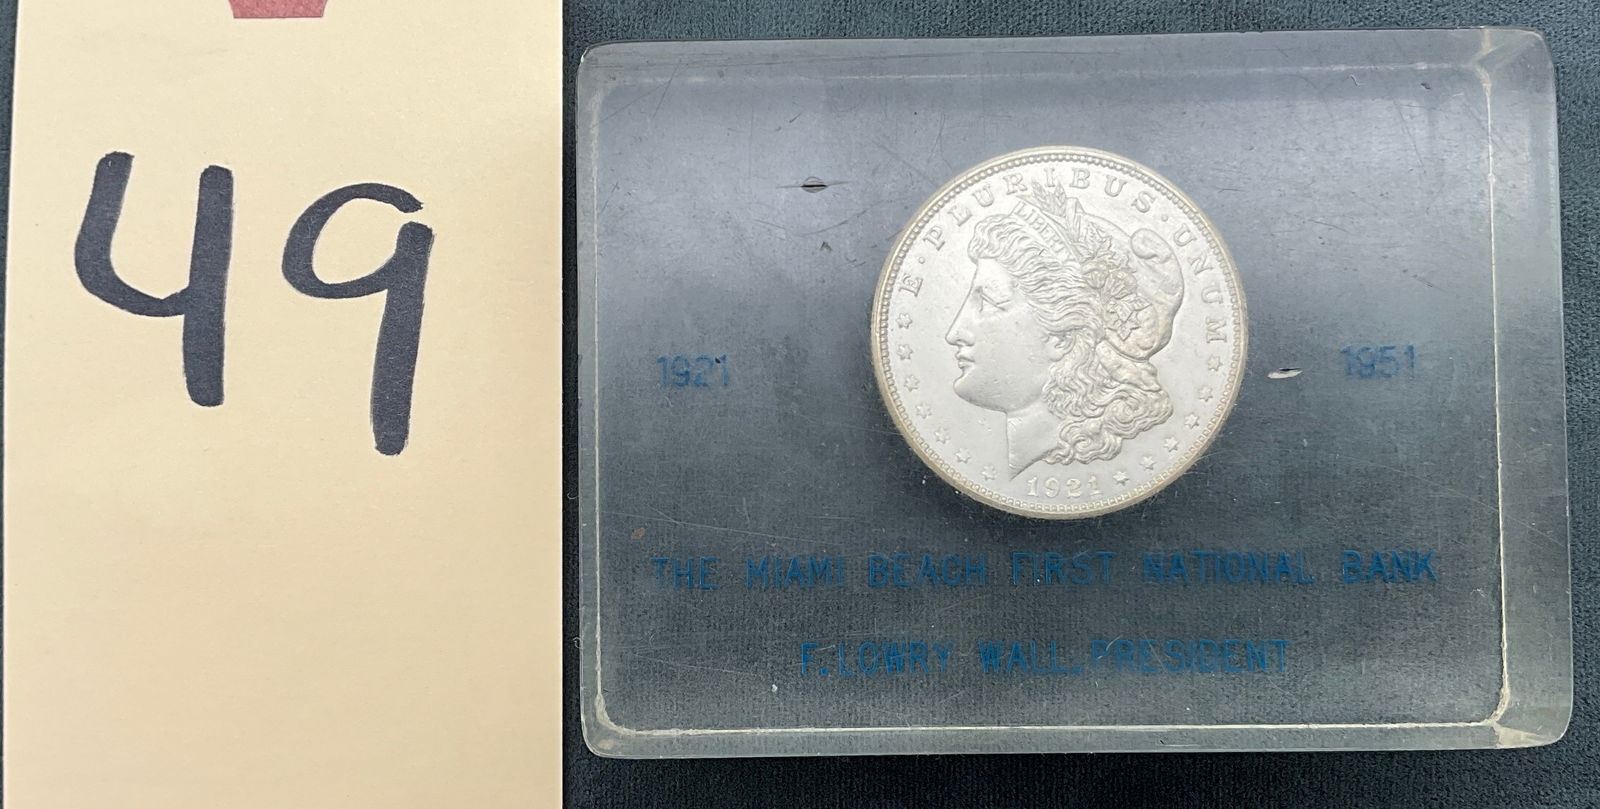 49
E·PLURIBUS·UNUM
LIBERTY
1921
1921 1951
THE MIAMI BEACH FIRST NATIONAL BANK
F. LOWRY WALL, PRESIDENT